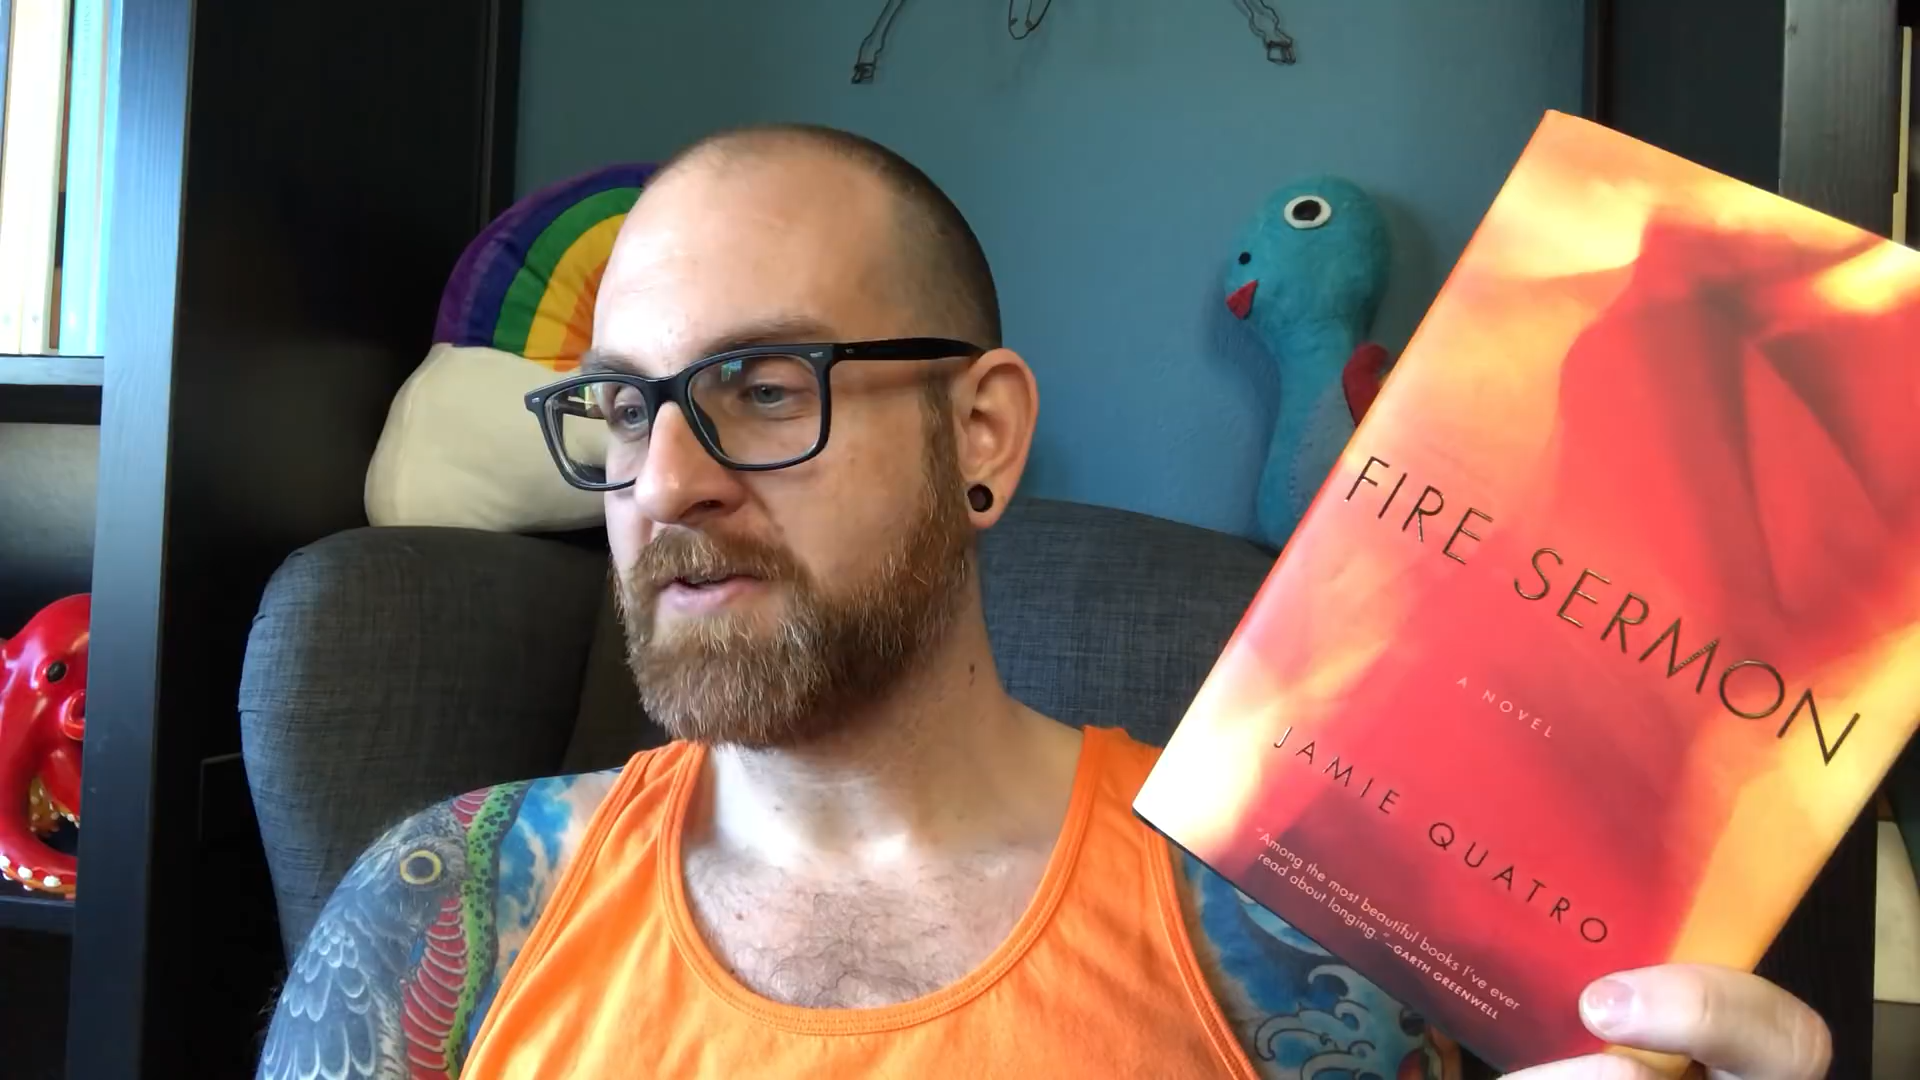 FIRE SERMON
A NOVEL
JAMIE QUATRO
"Among the most beautiful books I've ever
read about longing." —GARTH GREENWELL